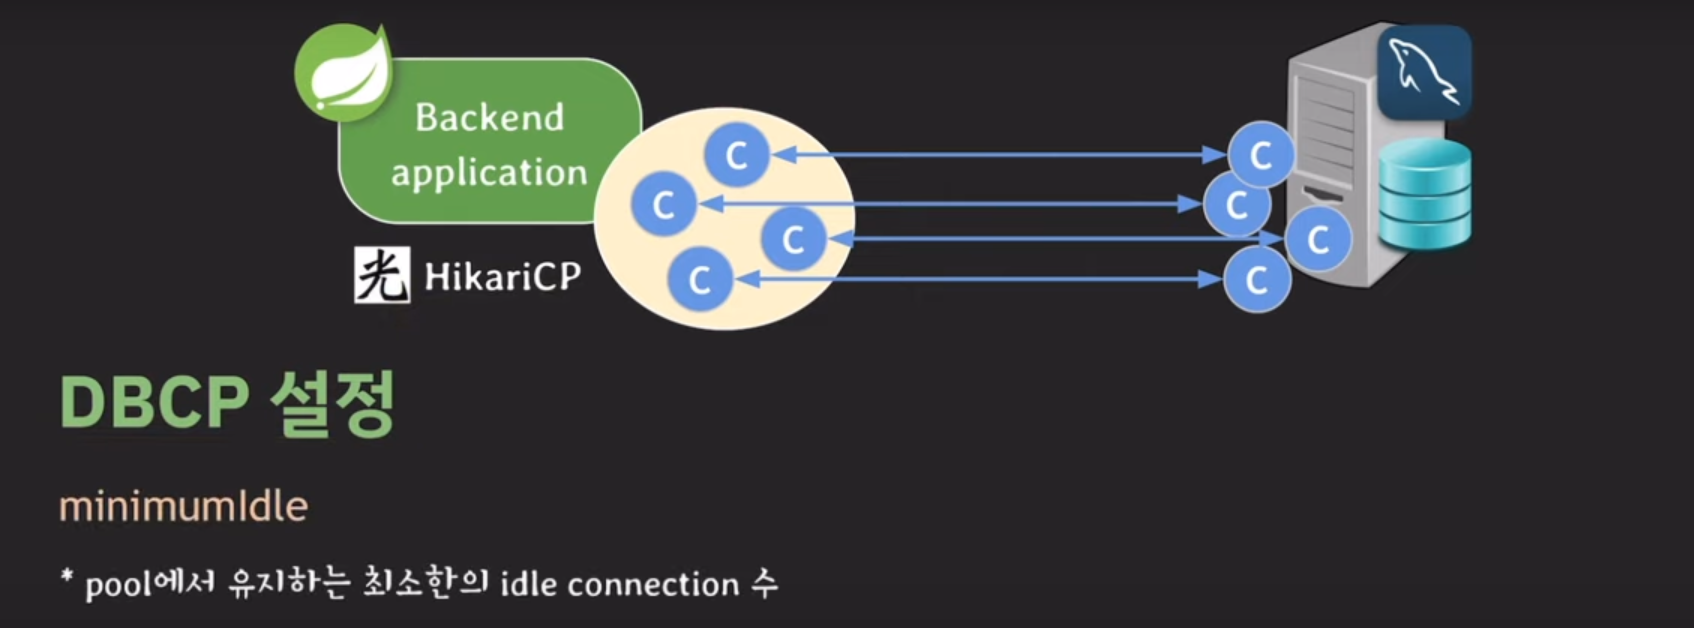 Backend
application
C
C
C
C
C
C
C
C
光 HikariCP
DBCP 설정
minimumIdle
* pool에서 유지하는 최소한의 idle connection 수